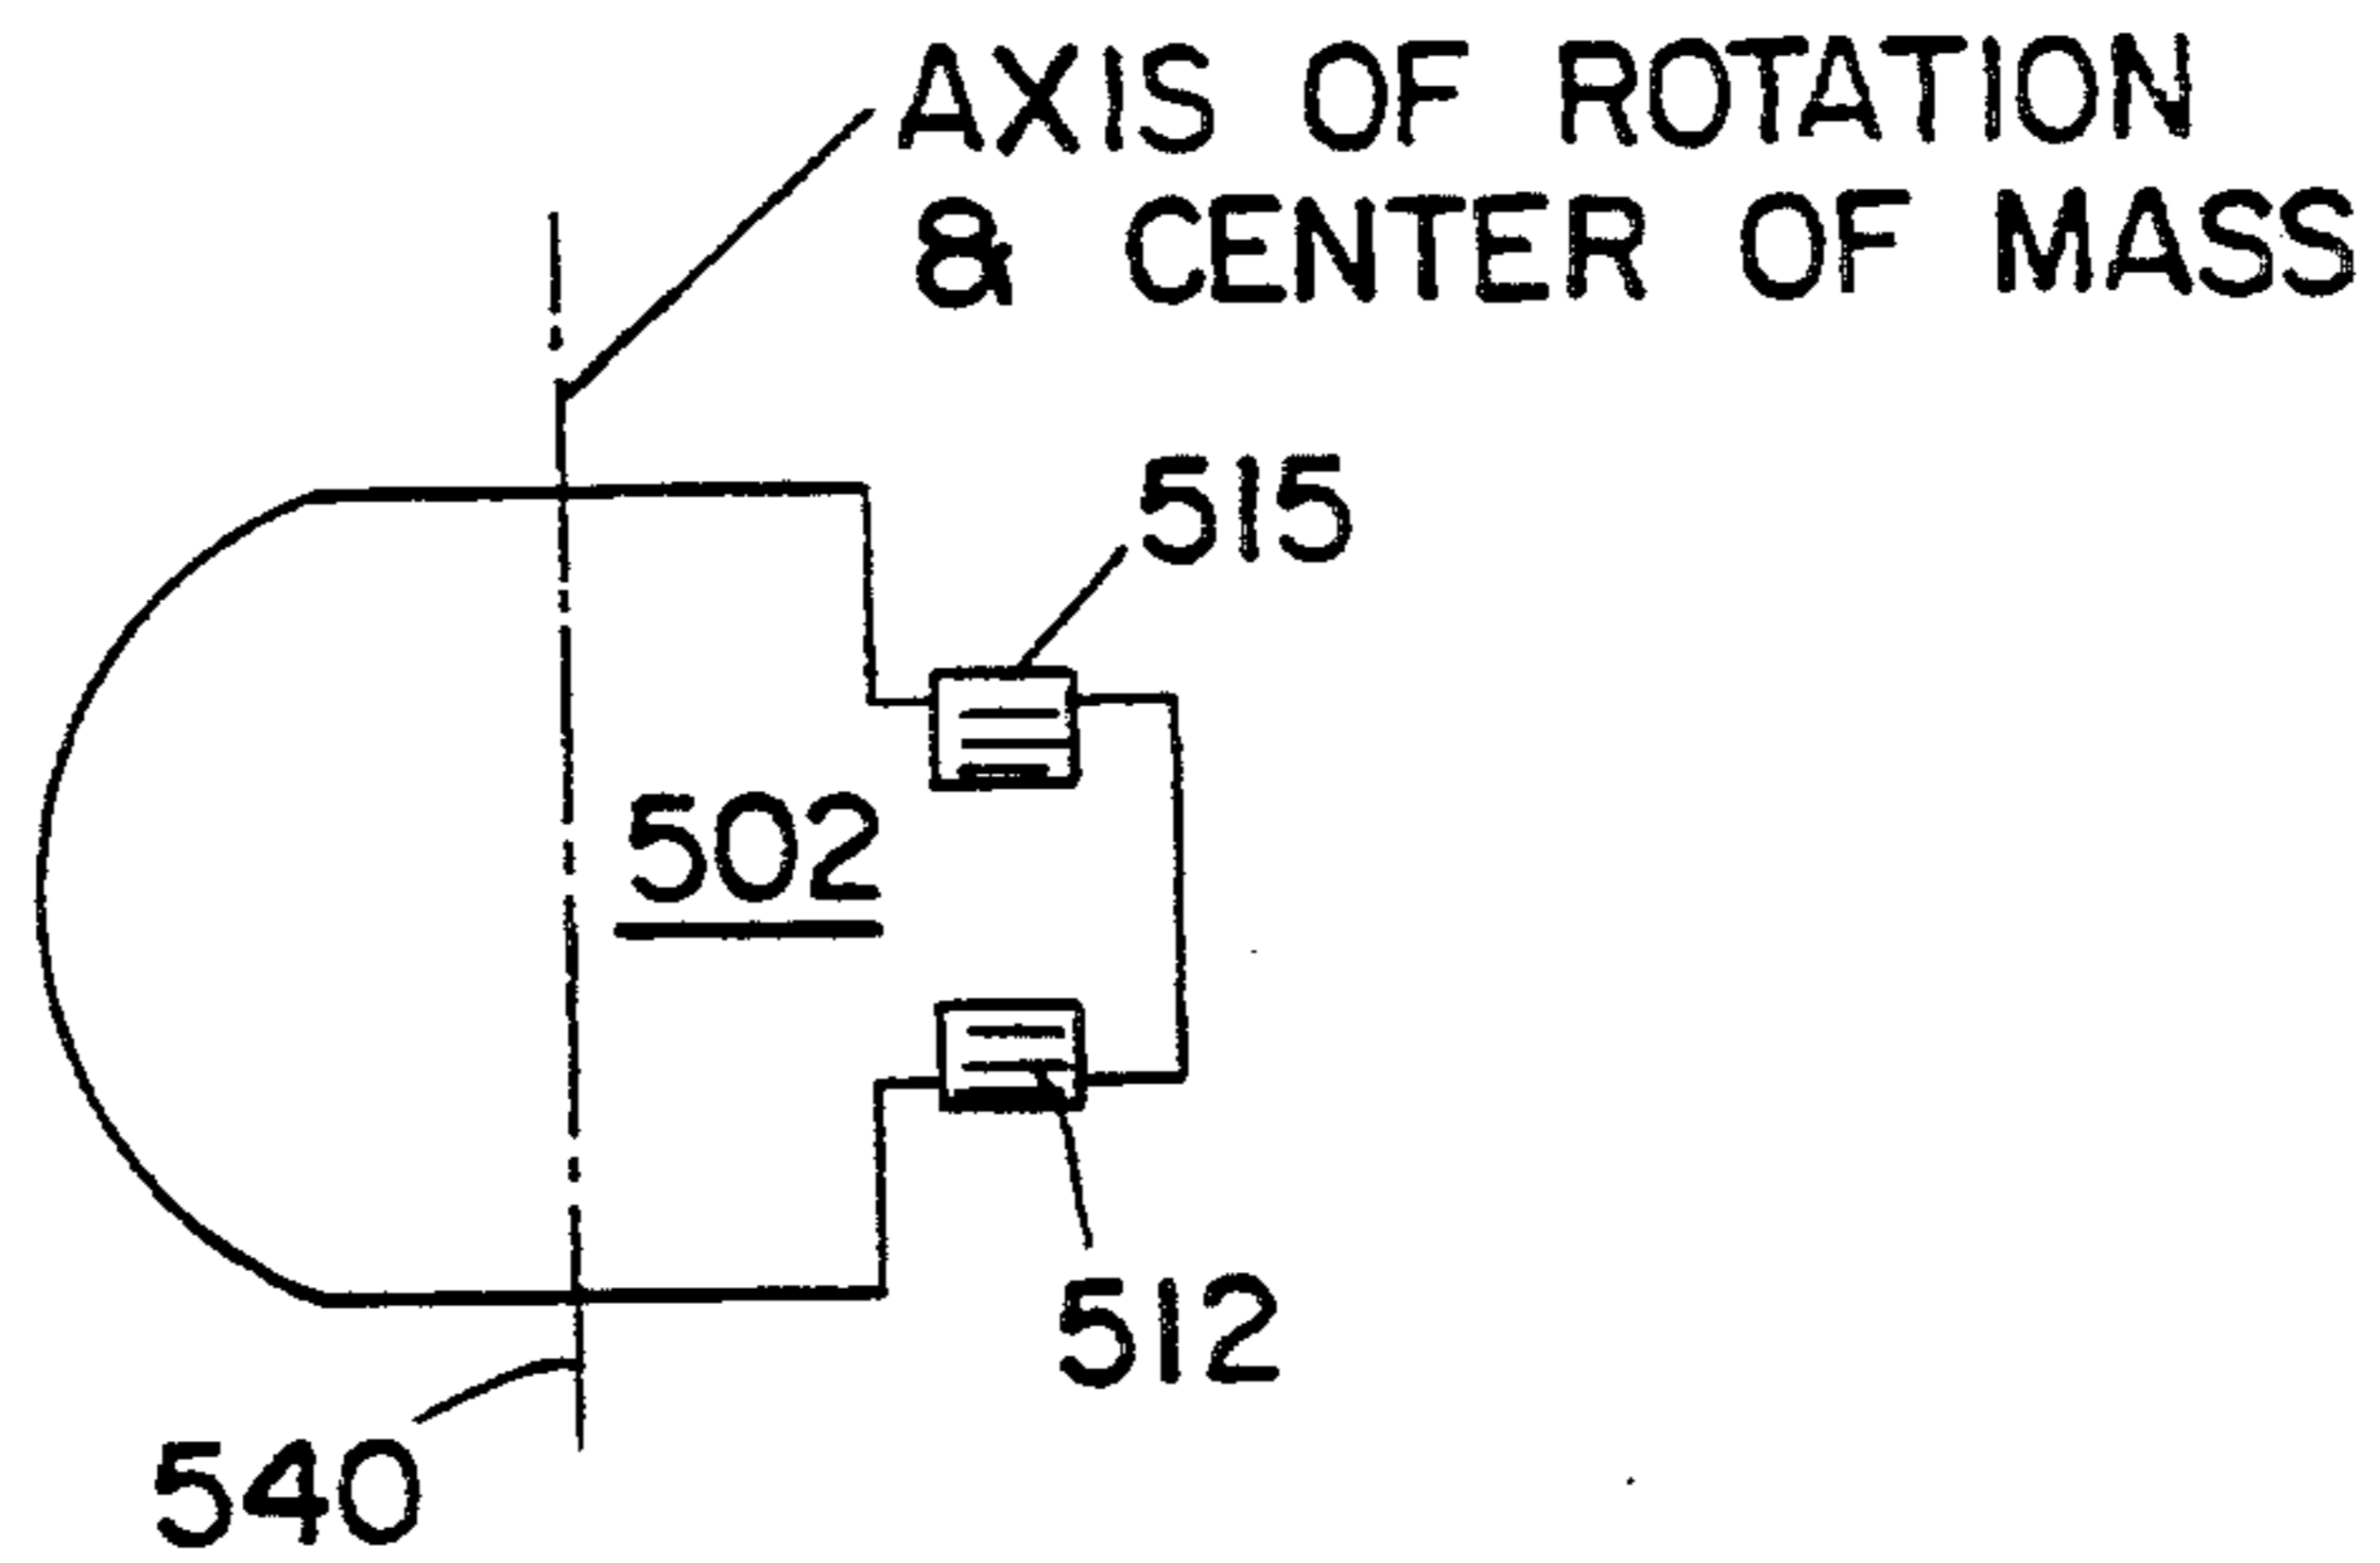 AXIS OF ROTATION
& CENTER OF MASS
515
502
512
540